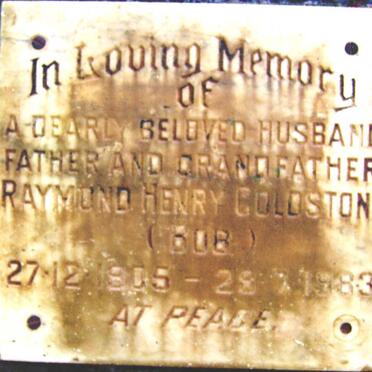 In Loving Memory
of
A DEARLY BELOVED HUSBAND
FATHER AND GRANDFATHER
RAYMOND HENRY GOLDSTON
( BOB )
27·12 1905 - 28 1983
AT PEACE.